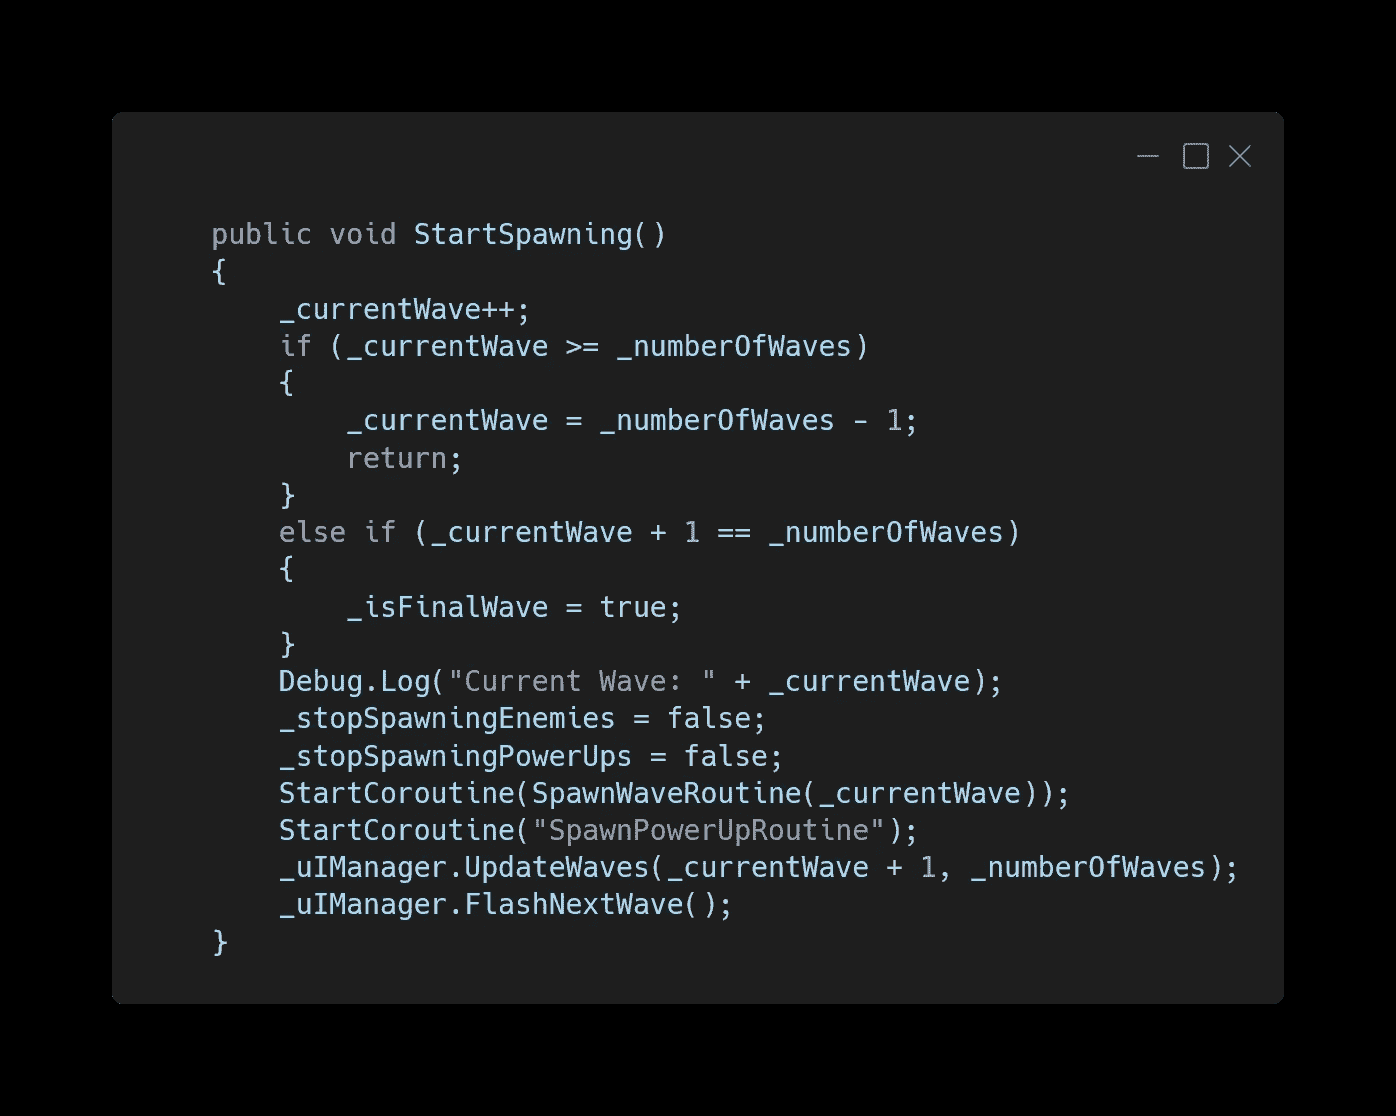 public void StartSpawning()
{
    _currentWave++;
    if (_currentWave >= _numberOfWaves)
    {
        _currentWave = _numberOfWaves - 1;
        return;
    }
    else if (_currentWave + 1 == _numberOfWaves)
    {
        _isFinalWave = true;
    }
    Debug.Log("Current Wave: " + _currentWave);
    _stopSpawningEnemies = false;
    _stopSpawningPowerUps = false;
    StartCoroutine(SpawnWaveRoutine(_currentWave));
    StartCoroutine("SpawnPowerUpRoutine");
    _uIManager.UpdateWaves(_currentWave + 1, _numberOfWaves);
    _uIManager.FlashNextWave();
}